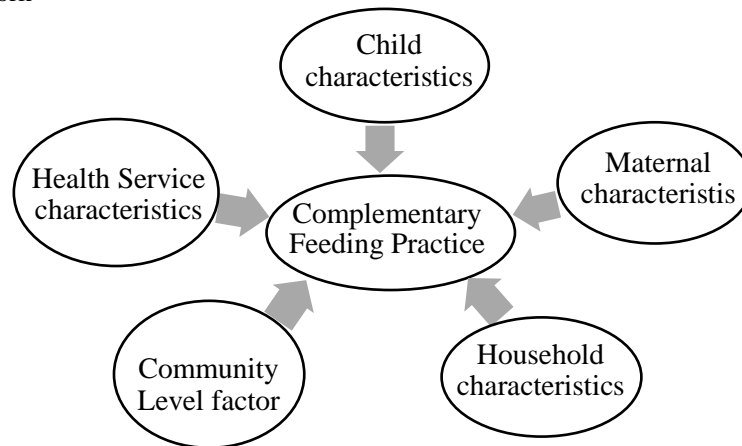 Child
characteristics
Health Service
characteristics
Maternal
characteristis
Complementary
Feeding Practice
Community
Level factor
Household
characteristics